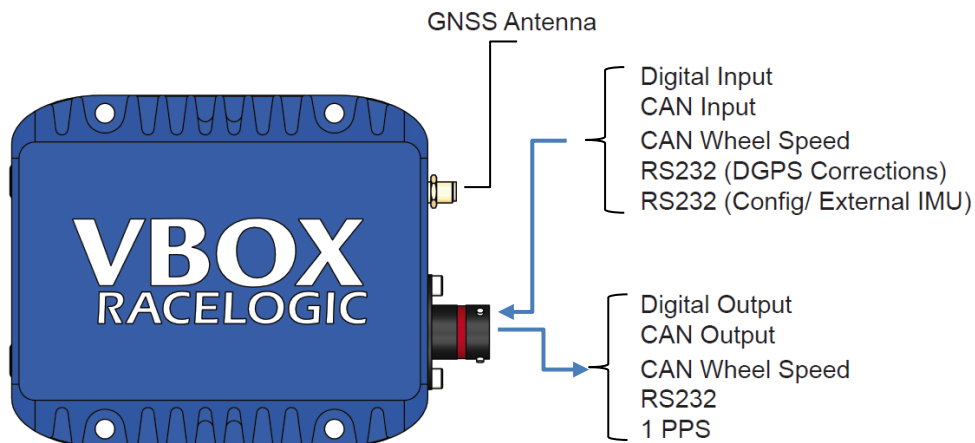 GNSS Antenna
Digital Input
CAN Input
CAN Wheel Speed
RS232 (DGPS Corrections)
RS232 (Config/ External IMU)
VBOX
RACELOGIC
Digital Output
CAN Output
CAN Wheel Speed
RS232
1 PPS